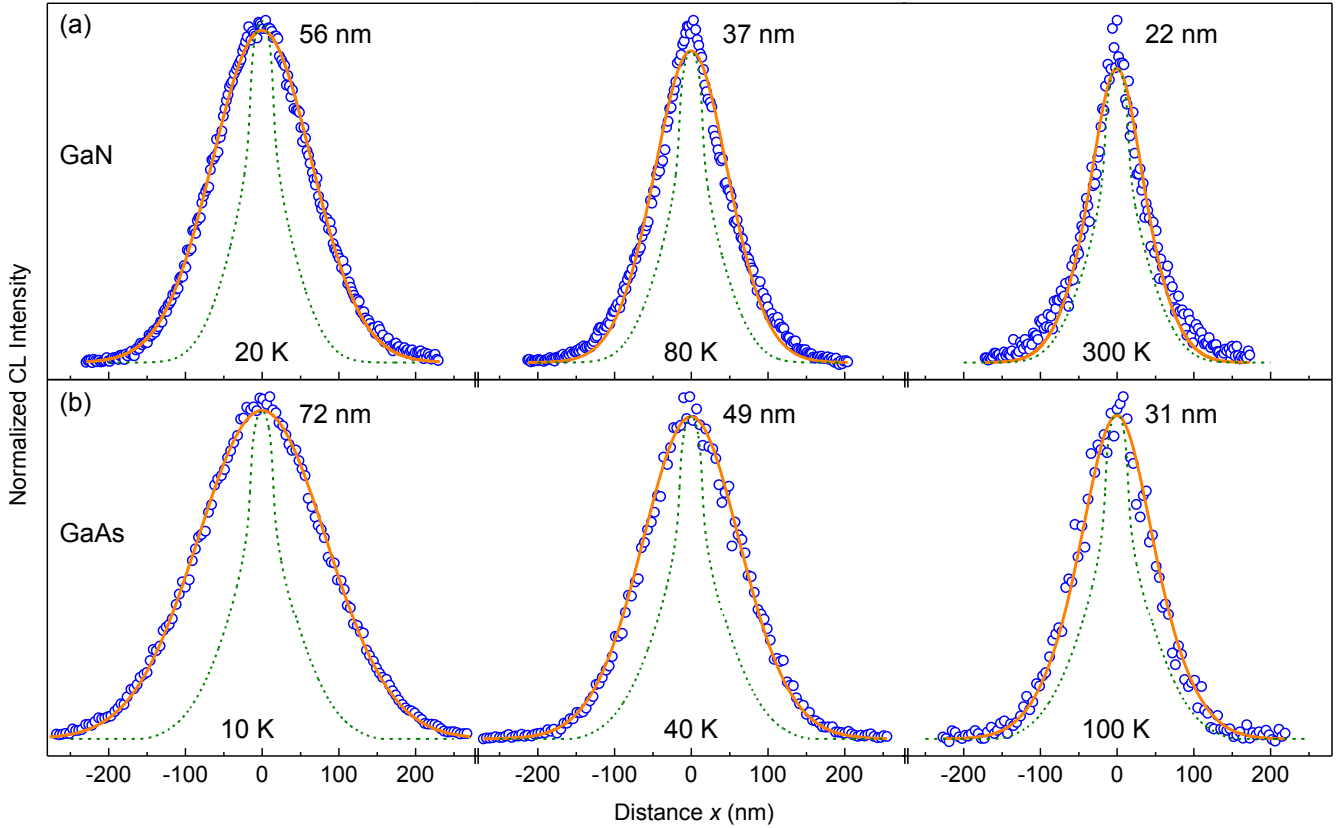 (a)
56 nm
37 nm
22 nm
GaN
20 K
80 K
300 K
(b)
72 nm
49 nm
31 nm
GaAs
10 K
40 K
100 K
-200 -100 0 100 200 -200 -100 0 100 200 -200 -100 0 100 200
Distance x (nm)
Normalized CL Intensity